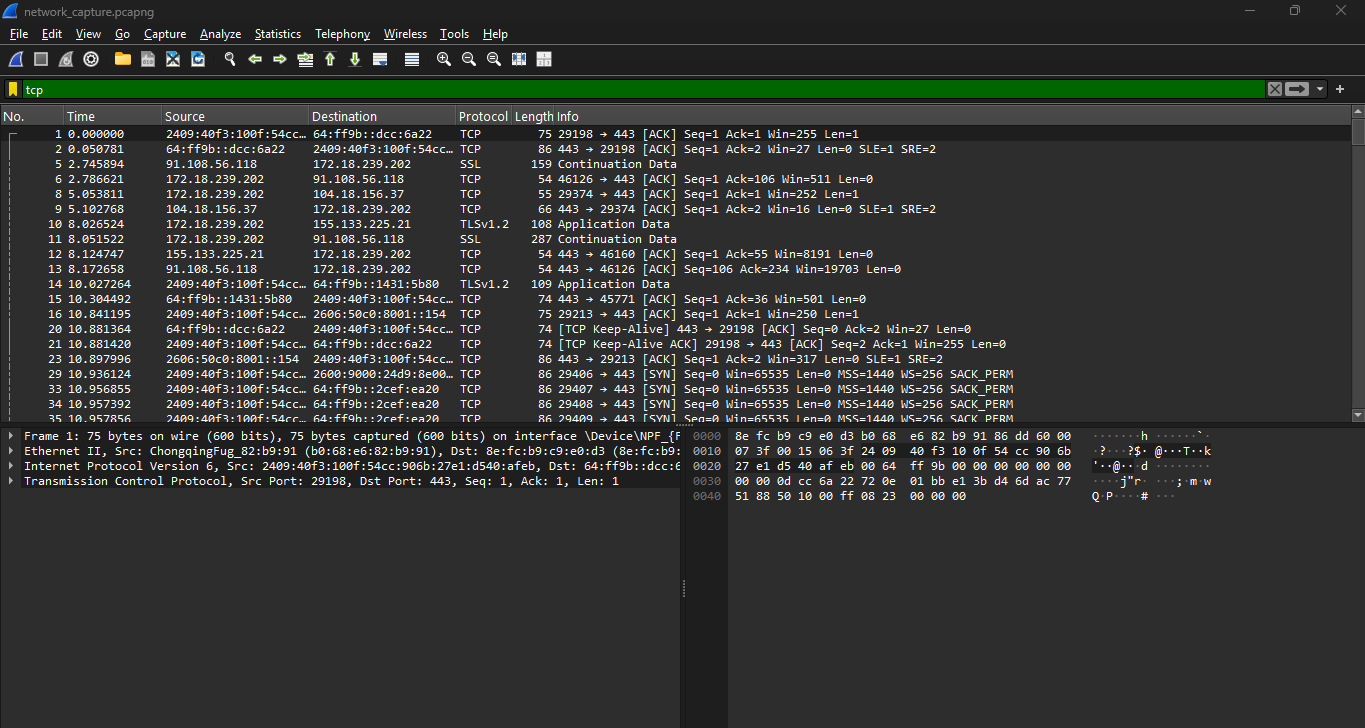 network_capture.pcapng
File Edit View Go Capture Analyze Statistics Telephony Wireless Tools Help
tcp
No. Time Source Destination Protocol Length Info
1 0.000000 2409:40f3:100f:54cc… 64:ff9b::dcc:6a22 TCP 75 29198 → 443 [ACK] Seq=1 Ack=1 Win=255 Len=1
2 0.050781 64:ff9b::dcc:6a22 2409:40f3:100f:54cc… TCP 86 443 → 29198 [ACK] Seq=1 Ack=2 Win=27 Len=0 SLE=1 SRE=2
5 2.745894 91.108.56.118 172.18.239.202 SSL 159 Continuation Data
6 2.786621 172.18.239.202 91.108.56.118 TCP 54 46126 → 443 [ACK] Seq=1 Ack=106 Win=511 Len=0
8 5.053811 172.18.239.202 104.18.156.37 TCP 55 29374 → 443 [ACK] Seq=1 Ack=1 Win=252 Len=1
9 5.102768 104.18.156.37 172.18.239.202 TCP 66 443 → 29374 [ACK] Seq=1 Ack=2 Win=16 Len=0 SLE=1 SRE=2
10 8.026524 172.18.239.202 155.133.225.21 TLSv1.2 108 Application Data
11 8.051522 172.18.239.202 91.108.56.118 SSL 287 Continuation Data
12 8.124747 155.133.225.21 172.18.239.202 TCP 54 443 → 46160 [ACK] Seq=1 Ack=55 Win=8191 Len=0
13 8.172658 91.108.56.118 172.18.239.202 TCP 54 443 → 46126 [ACK] Seq=106 Ack=234 Win=19703 Len=0
14 10.027264 2409:40f3:100f:54cc… 64:ff9b::1431:5b80 TLSv1.2 109 Application Data
15 10.304492 64:ff9b::1431:5b80 2409:40f3:100f:54cc… TCP 74 443 → 45771 [ACK] Seq=1 Ack=36 Win=501 Len=0
16 10.841195 2409:40f3:100f:54cc… 2606:50c0:8001::154 TCP 75 29213 → 443 [ACK] Seq=1 Ack=1 Win=250 Len=1
20 10.881364 64:ff9b::dcc:6a22 2409:40f3:100f:54cc… TCP 74 [TCP Keep-Alive] 443 → 29198 [ACK] Seq=0 Ack=2 Win=27 Len=0
21 10.881420 2409:40f3:100f:54cc… 64:ff9b::dcc:6a22 TCP 74 [TCP Keep-Alive ACK] 29198 → 443 [ACK] Seq=2 Ack=1 Win=255 Len=0
23 10.897996 2606:50c0:8001::154 2409:40f3:100f:54cc… TCP 86 443 → 29213 [ACK] Seq=1 Ack=2 Win=317 Len=0 SLE=1 SRE=2
29 10.936124 2409:40f3:100f:54cc… 2600:9000:24d9:8e00… TCP 86 29406 → 443 [SYN] Seq=0 Win=65535 Len=0 MSS=1440 WS=256 SACK_PERM
33 10.956855 2409:40f3:100f:54cc… 64:ff9b::2cef:ea20 TCP 86 29407 → 443 [SYN] Seq=0 Win=65535 Len=0 MSS=1440 WS=256 SACK_PERM
34 10.957392 2409:40f3:100f:54cc… 64:ff9b::2cef:ea20 TCP 86 29408 → 443 [SYN] Seq=0 Win=65535 Len=0 MSS=1440 WS=256 SACK_PERM
35 10.957856 2409:40f3:100f:54cc… 64:ff9b::2cef:ea20 TCP 86 29409 → 443 [SYN] Seq=0 Win=65535 Len=0 MSS=1440 WS=256 SACK_PERM
Frame 1: 75 bytes on wire (600 bits), 75 bytes captured (600 bits) on interface \Device\NPF_{F
Ethernet II, Src: ChongqingFug_82:b9:91 (b0:68:e6:82:b9:91), Dst: 8e:fc:b9:c9:e0:d3 (8e:fc:b9:
Internet Protocol Version 6, Src: 2409:40f3:100f:54cc:906b:27e1:d540:afeb, Dst: 64:ff9b::dcc:6
Transmission Control Protocol, Src Port: 29198, Dst Port: 443, Seq: 1, Ack: 1, Len: 1
0000 8e fc b9 c9 e0 d3 b0 68 e6 82 b9 91 86 dd 60 00 ·······h ······`·
0010 07 3f 00 15 06 3f 24 09 40 f3 10 0f 54 cc 90 6b ·?···?$· @···T··k
0020 27 e1 d5 40 af eb 00 64 ff 9b 00 00 00 00 00 00 '··@···d ········
0030 00 00 0d cc 6a 22 72 0e 01 bb e1 3b d4 6d ac 77 ····j"r· ···;·m·w
0040 51 88 50 10 00 ff 08 23 00 00 00 Q·P····# ···